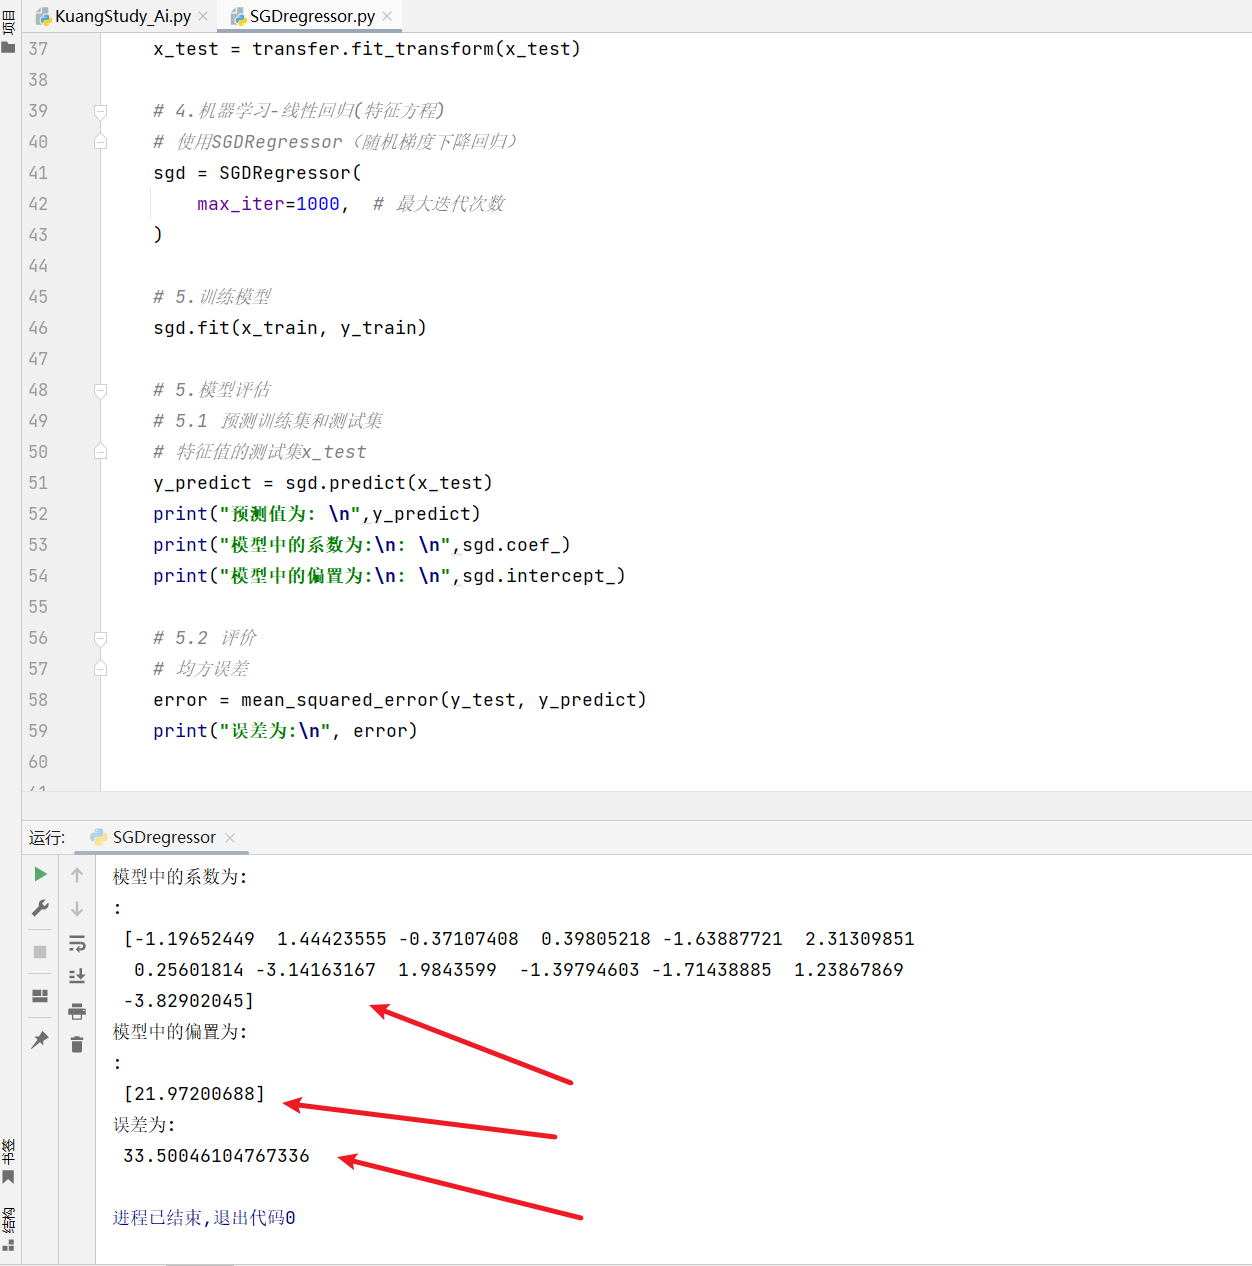 项目
KuangStudy_Ai.py
SGDregressor.py
37 x_test = transfer.fit_transform(x_test)
38
39 # 4.机器学习-线性回归(特征方程)
40 # 使用SGDRegressor（随机梯度下降回归）
41 sgd = SGDRegressor(
42 max_iter=1000,  # 最大迭代次数
43 )
44
45 # 5.训练模型
46 sgd.fit(x_train, y_train)
47
48 # 5.模型评估
49 # 5.1 预测训练集和测试集
50 # 特征值的测试集x_test
51 y_predict = sgd.predict(x_test)
52 print("预测值为: \n",y_predict)
53 print("模型中的系数为:\n: \n",sgd.coef_)
54 print("模型中的偏置为:\n: \n",sgd.intercept_)
55
56 # 5.2 评价
57 # 均方误差
58 error = mean_squared_error(y_test, y_predict)
59 print("误差为:\n", error)
60
运行:
SGDregressor
模型中的系数为:
:
[-1.19652449  1.44423555 -0.37107408  0.39805218 -1.63887721  2.31309851
0.25601814 -3.14163167  1.9843599  -1.39794603 -1.71438885  1.23867869
-3.82902045]
模型中的偏置为:
:
[21.97200688]
误差为:
33.50046104767336
进程已结束,退出代码0
书签
结构